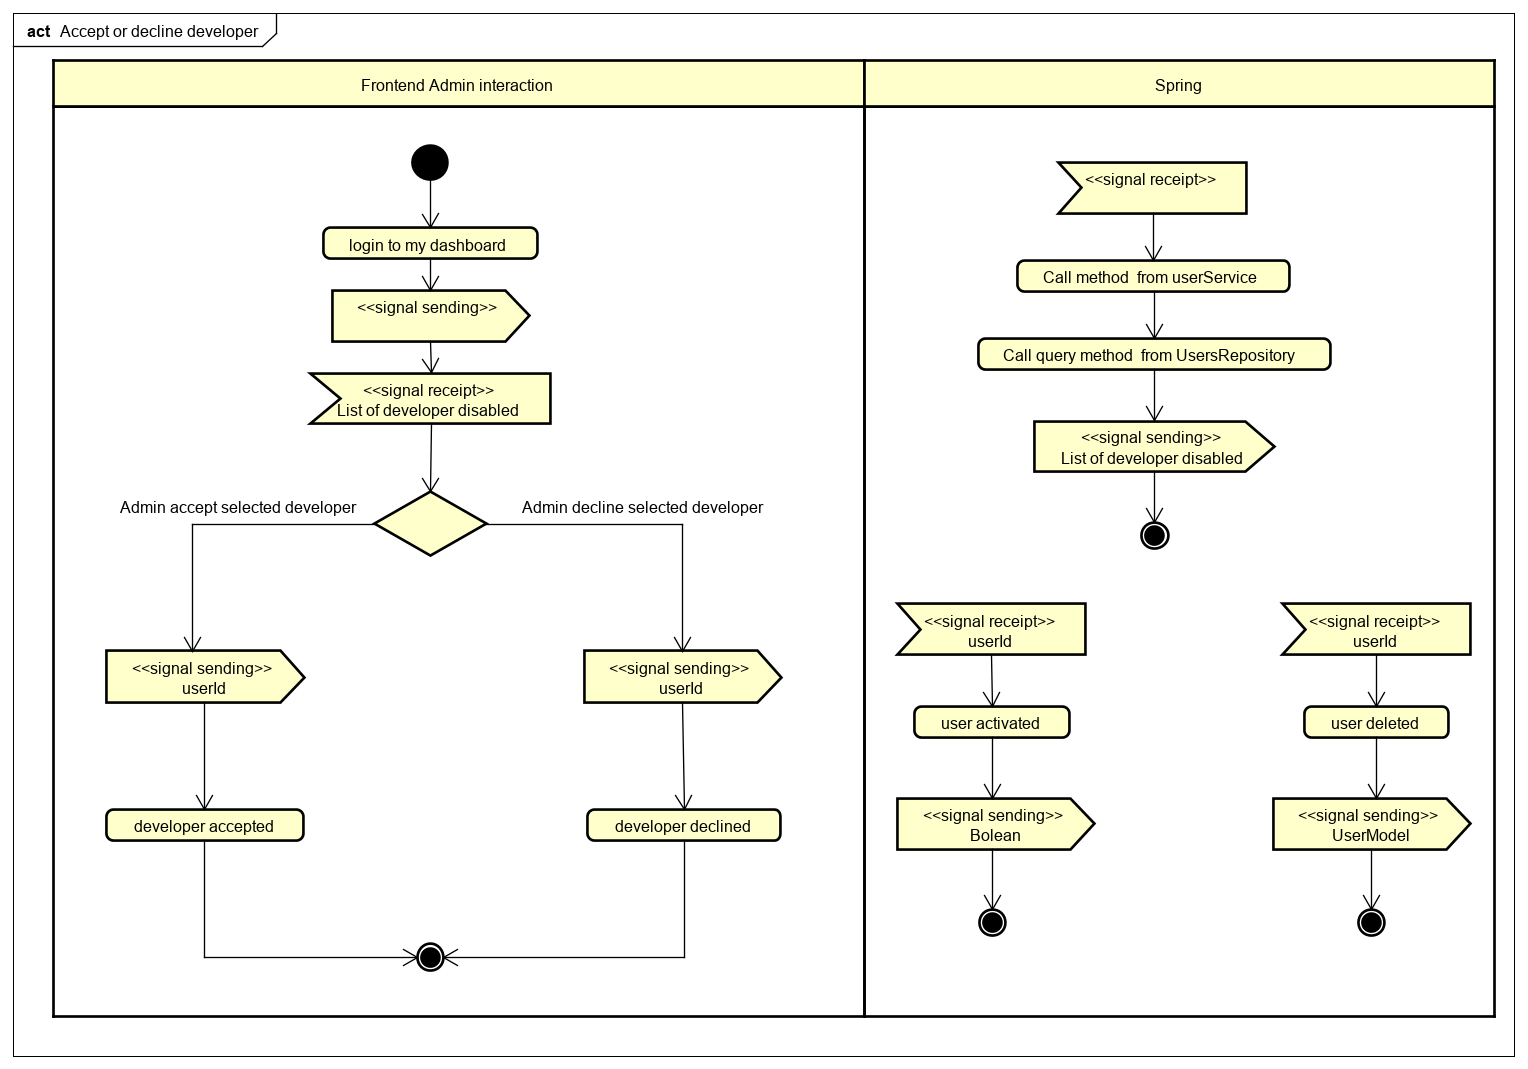 act Accept or decline developer
Frontend Admin interaction
Spring
login to my dashboard
<<signal sending>>
<<signal receipt>>
List of developer disabled
Admin accept selected developer
Admin decline selected developer
<<signal sending>>
userId
<<signal sending>>
userId
developer accepted
developer declined
<<signal receipt>>
Call method  from userService
Call query method  from UsersRepository
<<signal sending>>
List of developer disabled
<<signal receipt>>
userId
<<signal receipt>>
userId
user activated
user deleted
<<signal sending>>
Bolean
<<signal sending>>
UserModel